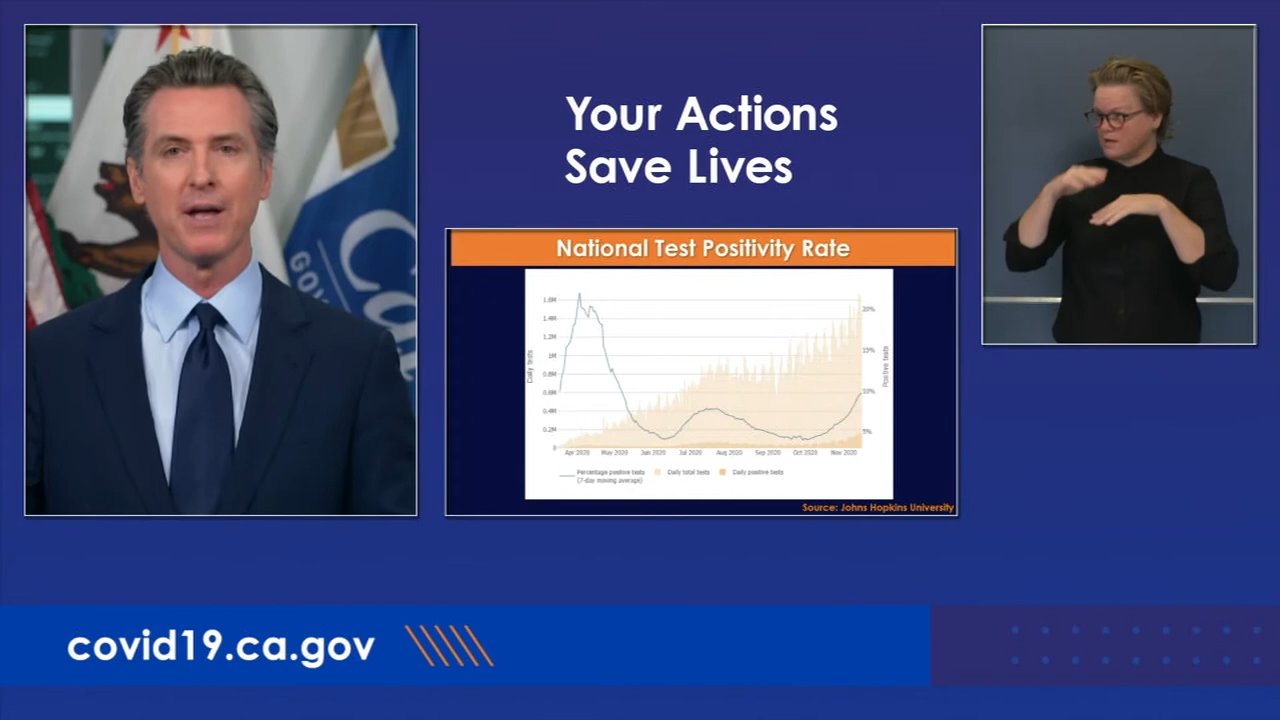 Your Actions
Save Lives
National Test Positivity Rate
1.6M
1.4M
1.2M
1M
0.8M
0.6M
0.4M
0.2M
0
Daily tests
20%
15%
10%
5%
Positive tests
Apr 2020 May 2020 Jun 2020 Jul 2020 Aug 2020 Sep 2020 Oct 2020 Nov 2020
Percentage positive tests
(7-day moving average)
Daily total tests
Daily positive tests
Source: Johns Hopkins University
GOV
Cal
covid19.ca.gov